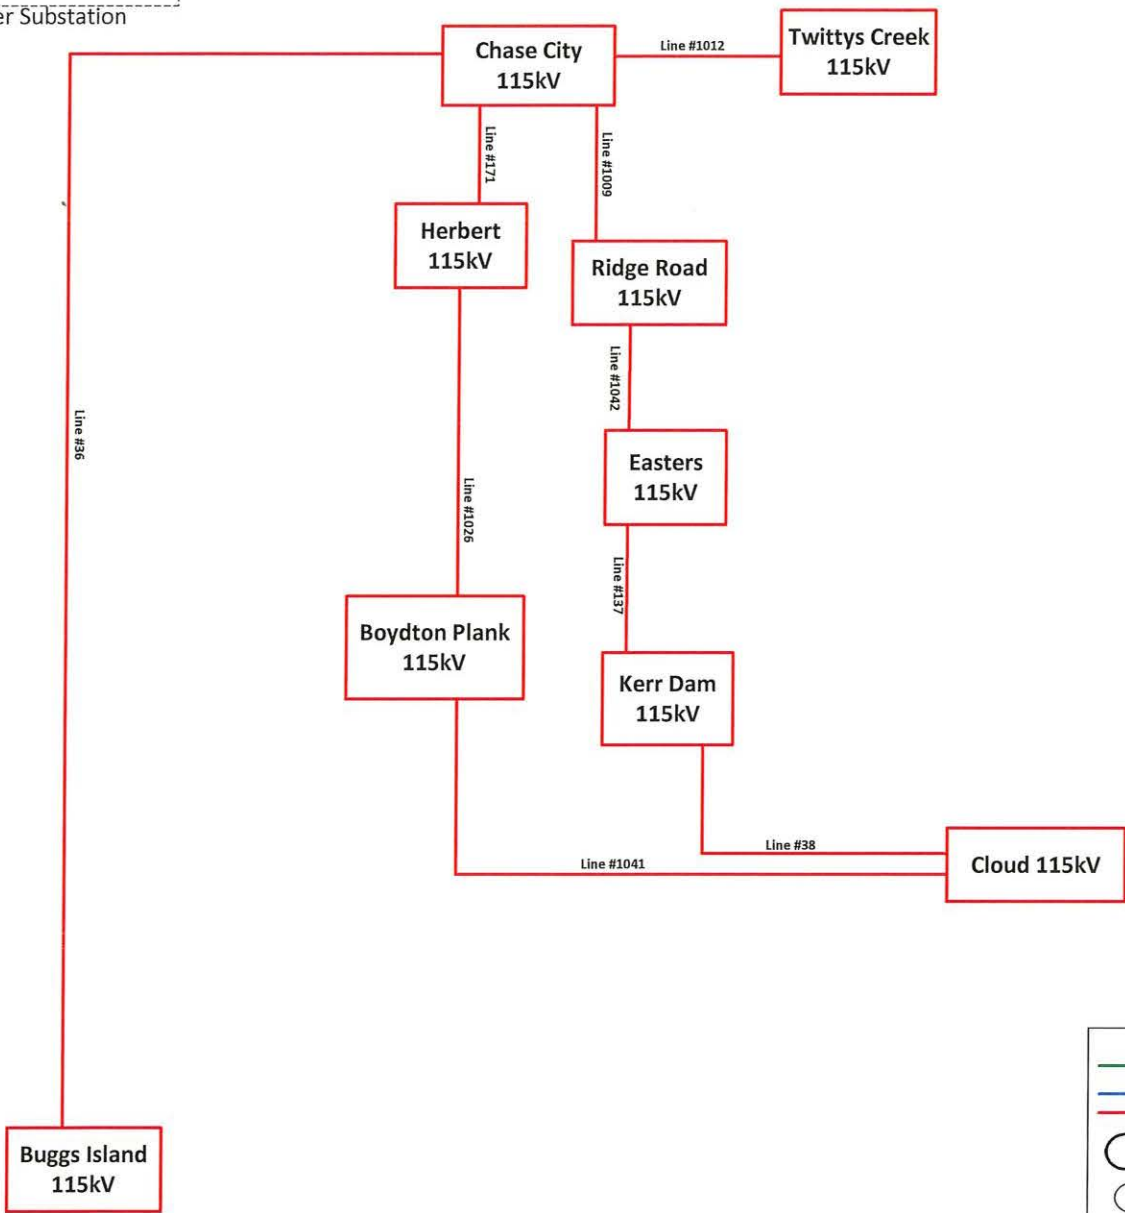 er Substation
Chase City
115kV
Line #1012
Twittys Creek
115kV
Line #171
Line #1009
Herbert
115kV
Ridge Road
115kV
Line #36
Line #1042
Easters
115kV
Line #1026
Line #137
Boydton Plank
115kV
Kerr Dam
115kV
Line #38
Line #1041
Cloud 115kV
Buggs Island
115kV